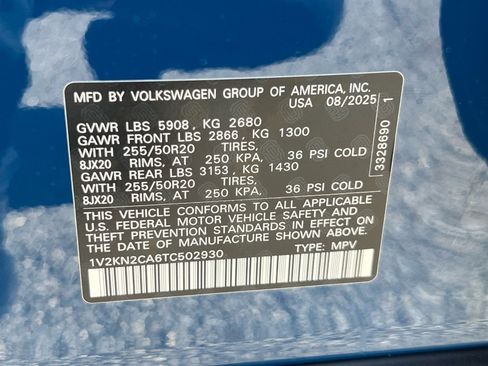 MFD BY VOLKSWAGEN GROUP OF AMERICA, INC.
USA 08/2025
GVWR LBS 5908, KG 2680
GAWR FRONT LBS 2866, KG 1300
WITH 255/50R20 TIRES,
8JX20 RIMS, AT 250 KPA, 36 PSI COLD
GAWR REAR LBS 3153, KG 1430
WITH 255/50R20 TIRES,
8JX20 RIMS, AT 250 KPA, 36 PSI COLD
THIS VEHICLE CONFORMS TO ALL APPLICABLE
U.S. FEDERAL MOTOR VEHICLE SAFETY AND
THEFT PREVENTION STANDARDS IN EFFECT ON
THE DATE OF MANUFACTURE SHOWN ABOVE.
1V2KN2CA6TC502930 TYPE: MPV
3328690 1